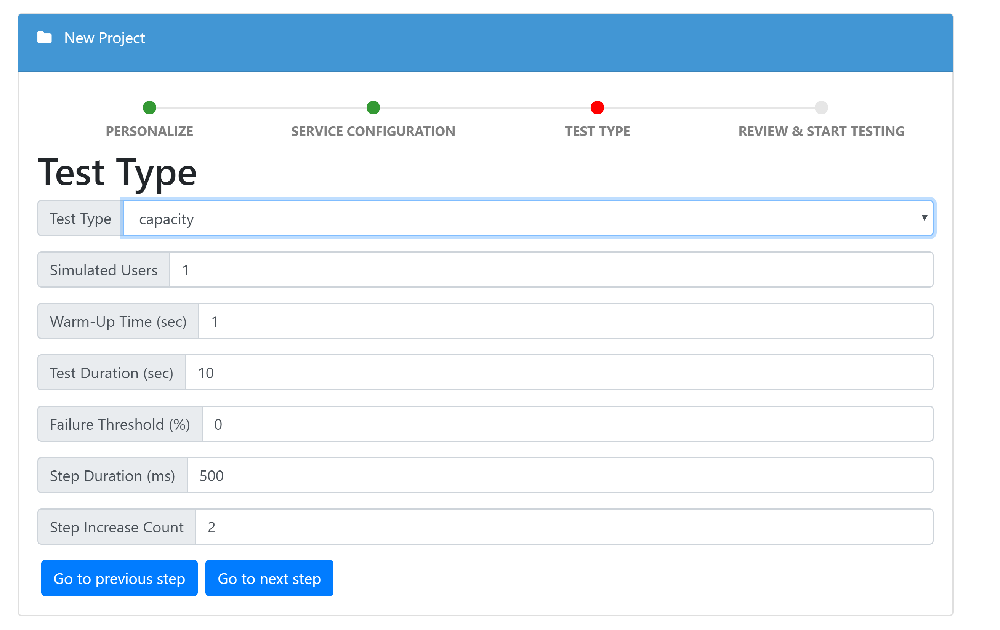 New Project
PERSONALIZE SERVICE CONFIGURATION TEST TYPE REVIEW & START TESTING
Test Type
Test Type capacity
Simulated Users 1
Warm-Up Time (sec) 1
Test Duration (sec) 10
Failure Threshold (%) 0
Step Duration (ms) 500
Step Increase Count 2
Go to previous step Go to next step